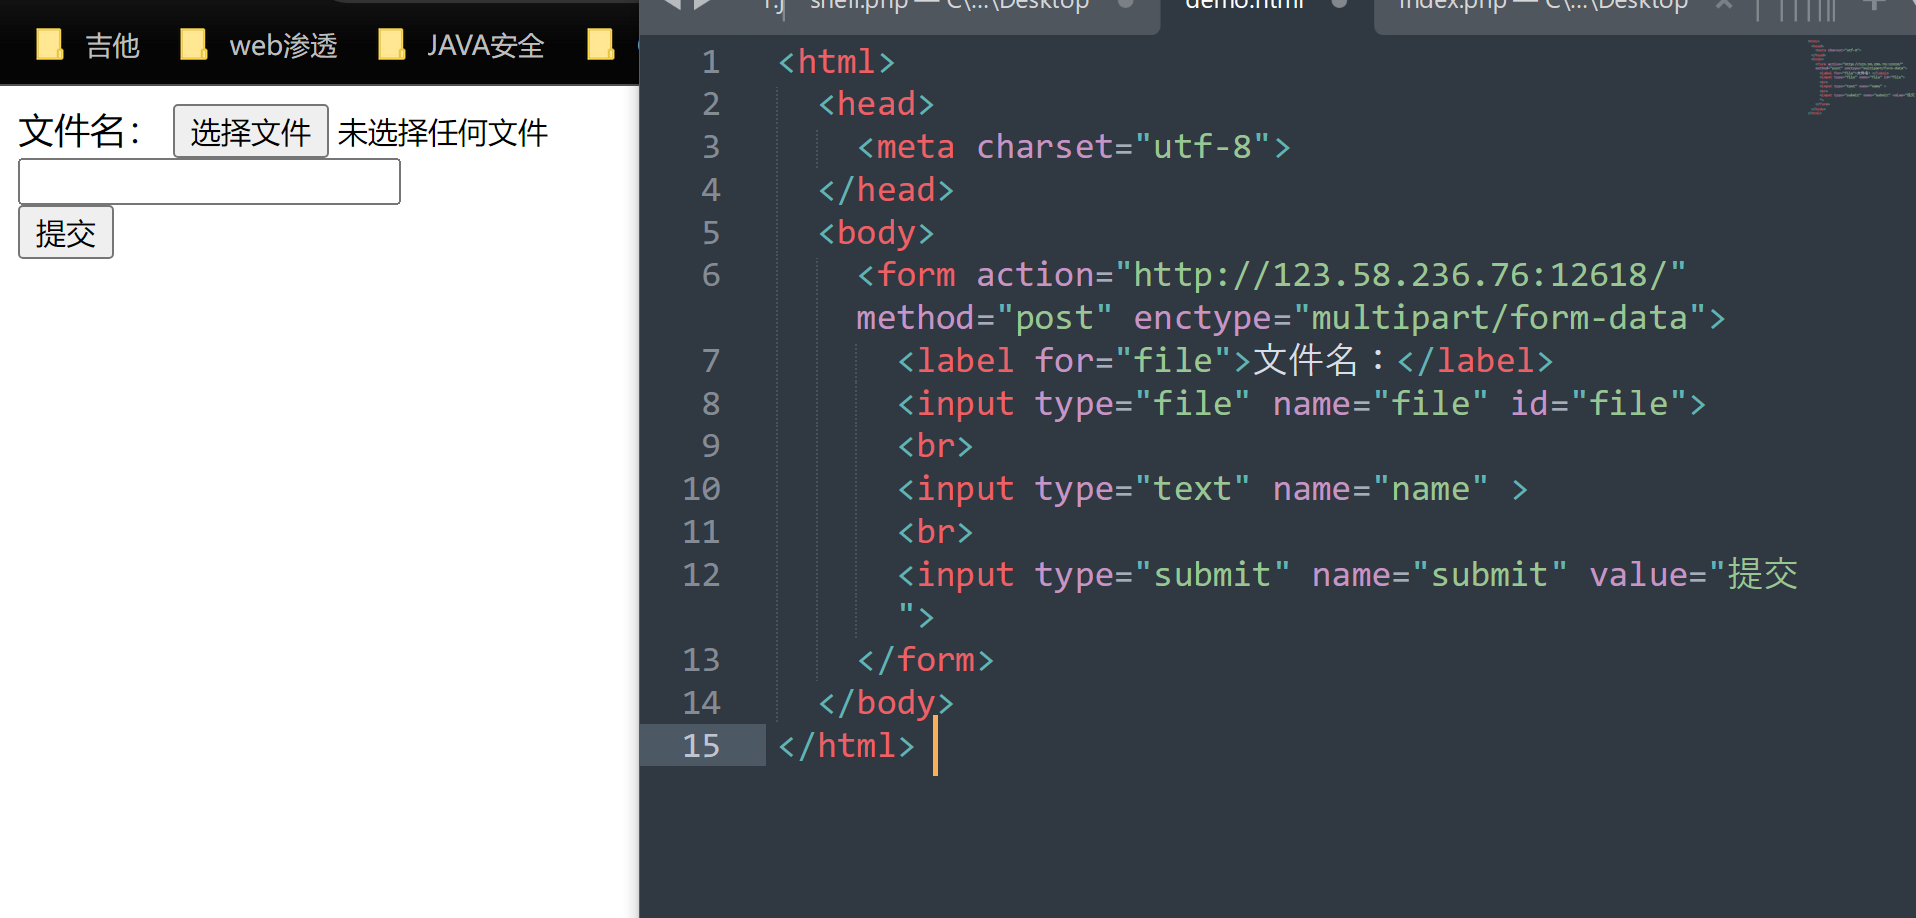 吉他 web渗透 JAVA安全
文件名： 选择文件 未选择任何文件
提交
shell.php — C:\...\Desktop demo.html index.php — C:\...\Desktop
1 <html>
2 <head>
3 <meta charset="utf-8">
4 </head>
5 <body>
6 <form action="http://123.58.236.76:12618/"
method="post" enctype="multipart/form-data">
7 <label for="file">文件名：</label>
8 <input type="file" name="file" id="file">
9 <br>
10 <input type="text" name="name" >
11 <br>
12 <input type="submit" name="submit" value="提交
">
13 </form>
14 </body>
15 </html>